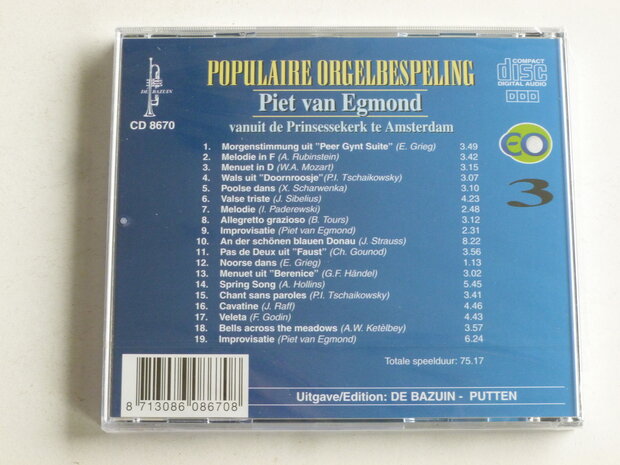 DE BAZUIN
CD 8670
POPULAIRE ORGELBESPELING
Piet van Egmond
vanuit de Prinsessekerk te Amsterdam
COMPACT
disc
DIGITAL AUDIO
DDD
EO
3
1. Morgenstimmung uit "Peer Gynt Suite" (E. Grieg) 3.49
2. Melodie in F (A. Rubinstein) 3.42
3. Menuet in D (W.A. Mozart) 3.15
4. Wals uit "Doornroosje" (P.I. Tschaikowsky) 3.07
5. Poolse dans (X. Scharwenka) 3.10
6. Valse triste (J. Sibelius) 4.23
7. Melodie (I. Paderewski) 2.48
8. Allegretto grazioso (B. Tours) 3.12
9. Improvisatie (Piet van Egmond) 2.31
10. An der schönen blauen Donau (J. Strauss) 8.22
11. Pas de Deux uit "Faust" (Ch. Gounod) 3.56
12. Noorse dans (E. Grieg) 1.13
13. Menuet uit "Berenice" (G.F. Händel) 3.02
14. Spring Song (A. Hollins) 5.45
15. Chant sans paroles (P.I. Tschaikowsky) 3.41
16. Cavatine (J. Raff) 4.46
17. Veleta (F. Godin) 4.43
18. Bells across the meadows (A.W. Ketèlbey) 3.57
19. Improvisatie (Piet van Egmond) 6.24
Totale speelduur: 75.17
8 713086 086708
Uitgave/Edition: DE BAZUIN - PUTTEN